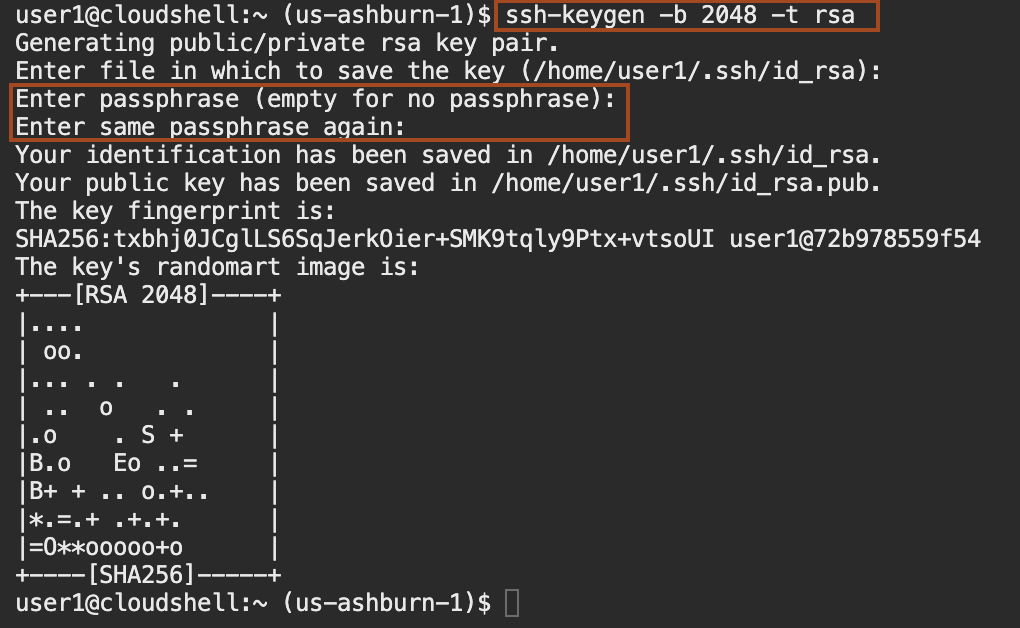 user1@cloudshell:~ (us-ashburn-1)$ ssh-keygen -b 2048 -t rsa
Generating public/private rsa key pair.
Enter file in which to save the key (/home/user1/.ssh/id_rsa):
Enter passphrase (empty for no passphrase):
Enter same passphrase again:
Your identification has been saved in /home/user1/.ssh/id_rsa.
Your public key has been saved in /home/user1/.ssh/id_rsa.pub.
The key fingerprint is:
SHA256:txbhj0JCglLS6SqJerkOier+SMK9tqly9Ptx+vtsoUI user1@72b978559f54
The key's randomart image is:
+---[RSA 2048]----+
|....             |
| oo.             |
|... . .   .      |
| ..  o   . .     |
|.o    . S +      |
|B.o   Eo ..=     |
|B+ + .. o.+..    |
|*.=.+ .+.+.      |
|=O**ooooo+o      |
+----[SHA256]-----+
user1@cloudshell:~ (us-ashburn-1)$